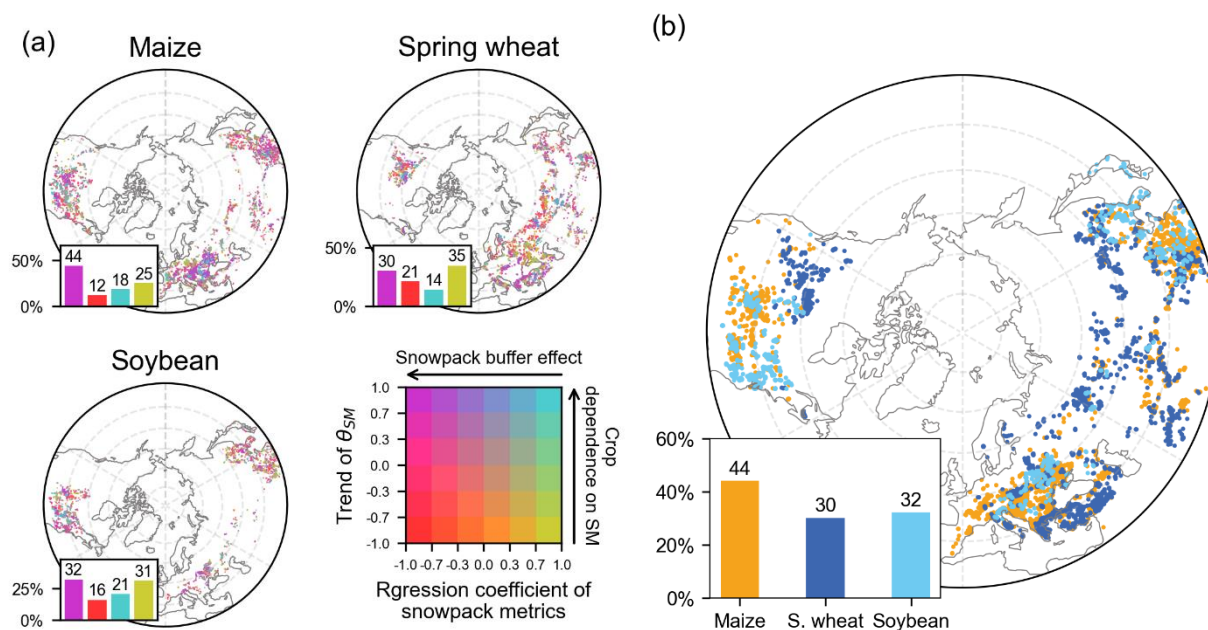 (a)
Maize
Spring wheat
50%
0%
44
12
18
25
50%
0%
30
21
14
35
Soybean
25%
0%
32
16
21
31
Snowpack buffer effect
Trend of θSM
1.0
0.7
0.3
0.0
-0.3
-0.7
-1.0
-1.0 -0.7 -0.3 0.0 0.3 0.7 1.0
Rgression coefficient of
snowpack metrics
Crop
dependence on SM
(b)
60%
40%
20%
0%
44
30
32
Maize S. wheat Soybean